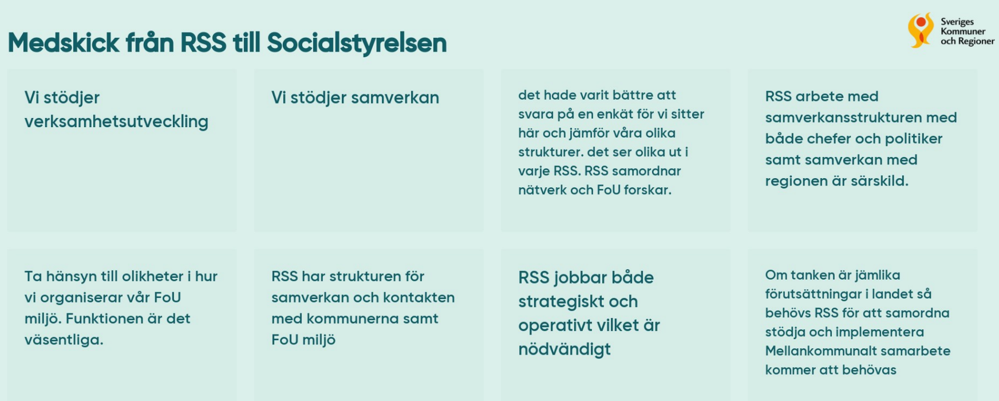 Medskick från RSS till Socialstyrelsen
Sveriges
Kommuner
och Regioner
Vi stödjer
verksamhetsutveckling
Vi stödjer samverkan
det hade varit bättre att
svara på en enkät för vi sitter
här och jämför våra olika
strukturer. det ser olika ut i
varje RSS. RSS samordnar
nätverk och FoU forskar.
RSS arbete med
samverkansstrukturen med
både chefer och politiker
samt samverkan med
regionen är särskild.
Ta hänsyn till olikheter i hur
vi organiserar vår FoU
miljö. Funktionen är det
väsentliga.
RSS har strukturen för
samverkan och kontakten
med kommunerna samt
FoU miljö
RSS jobbar både
strategiskt och
operativt vilket är
nödvändigt
Om tanken är jämlika
förutsättningar i landet så
behövs RSS för att samordna
stödja och implementera
Mellankommunalt samarbete
kommer att behövas